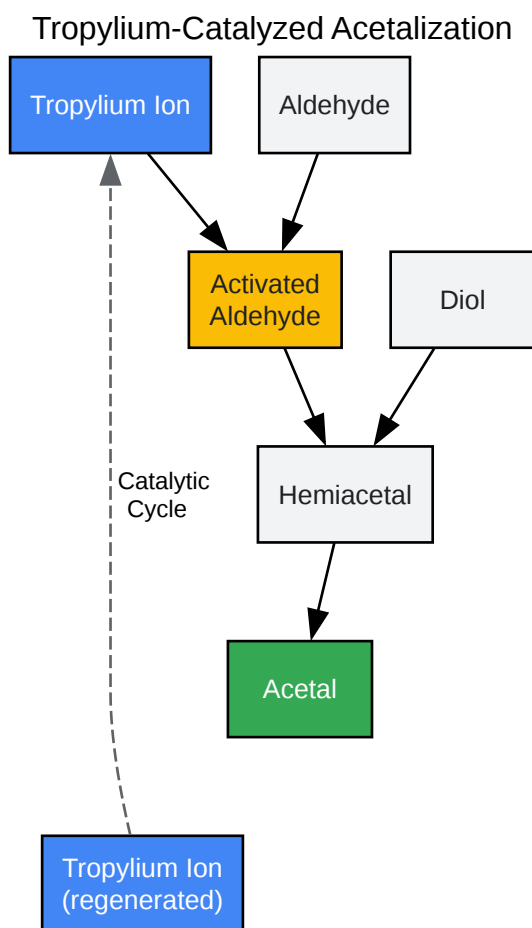 Tropylium-Catalyzed Acetalization
Tropylium Ion
Aldehyde
Activated
Aldehyde
Diol
Catalytic
Cycle
Hemiacetal
Acetal
Tropylium Ion
(regenerated)